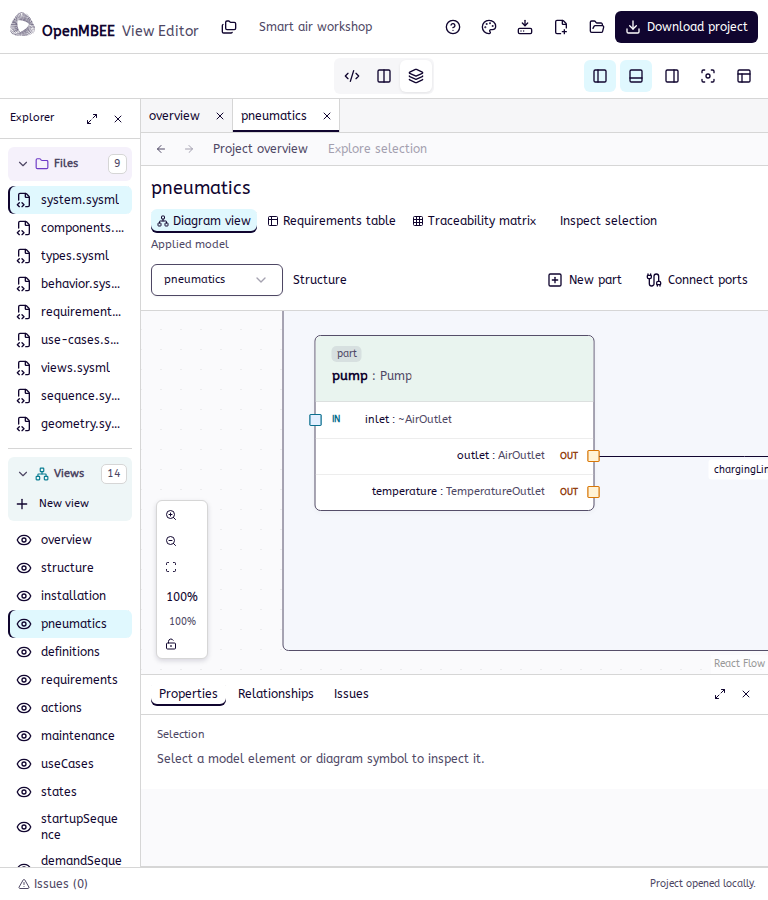 OpenMBEE View Editor
Smart air workshop
Download project
Explorer
overview
pneumatics
Project overview
Explore selection
Files
9
system.sysml
components....
types.sysml
behavior.sys...
requirement...
use-cases.s...
views.sysml
sequence.sy...
geometry.sy...
Views
14
New view
overview
structure
installation
pneumatics
definitions
requirements
actions
maintenance
useCases
states
startupSeque
nce
demandSeque
pneumatics
Diagram view
Requirements table
Traceability matrix
Inspect selection
Applied model
pneumatics
Structure
New part
Connect ports
part
pump : Pump
IN
inlet : ~AirOutlet
outlet : AirOutlet
OUT
chargingLin
temperature : TemperatureOutlet
OUT
100%
100%
React Flow
Properties
Relationships
Issues
Selection
Select a model element or diagram symbol to inspect it.
Issues (0)
Project opened locally.